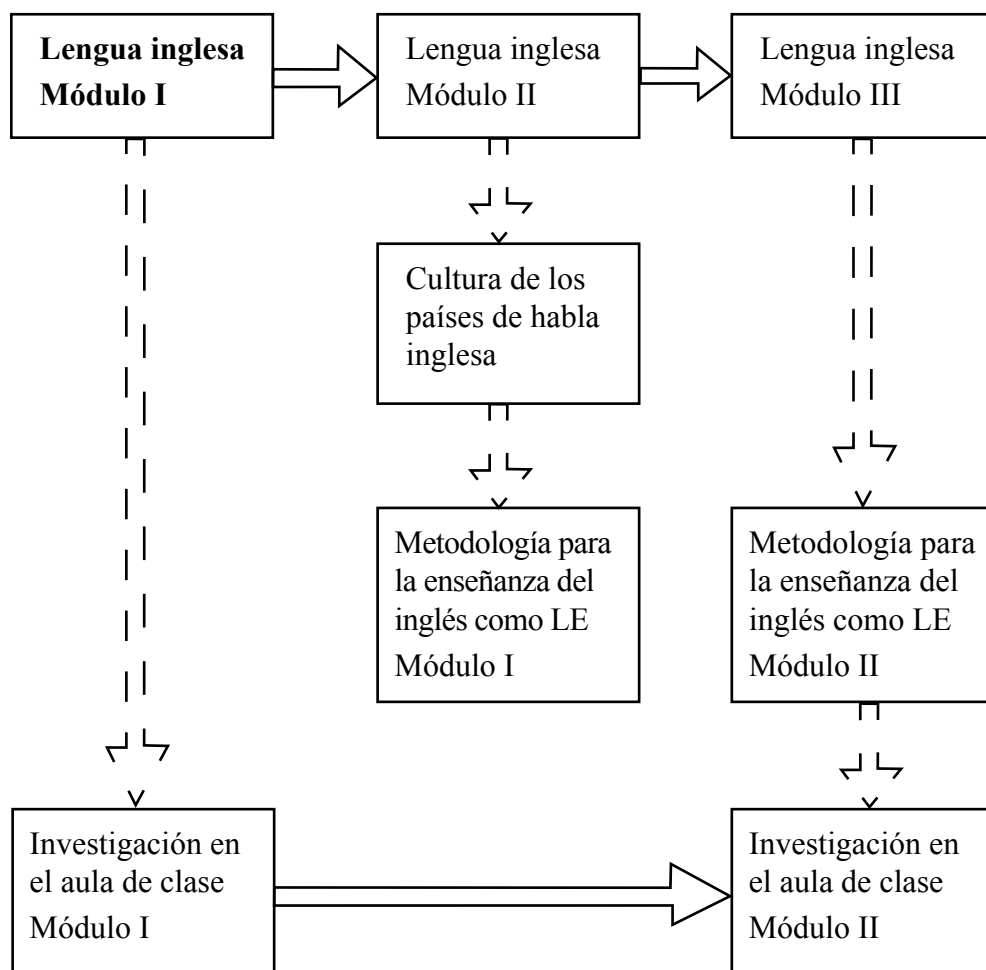 Lengua inglesa
Módulo I
Lengua inglesa
Módulo II
Lengua inglesa
Módulo III
Cultura de los
países de habla
inglesa
Metodología para
la enseñanza del
inglés como LE
Módulo I
Metodología para
la enseñanza del
inglés como LE
Módulo II
Investigación en
el aula de clase
Módulo I
Investigación en
el aula de clase
Módulo II